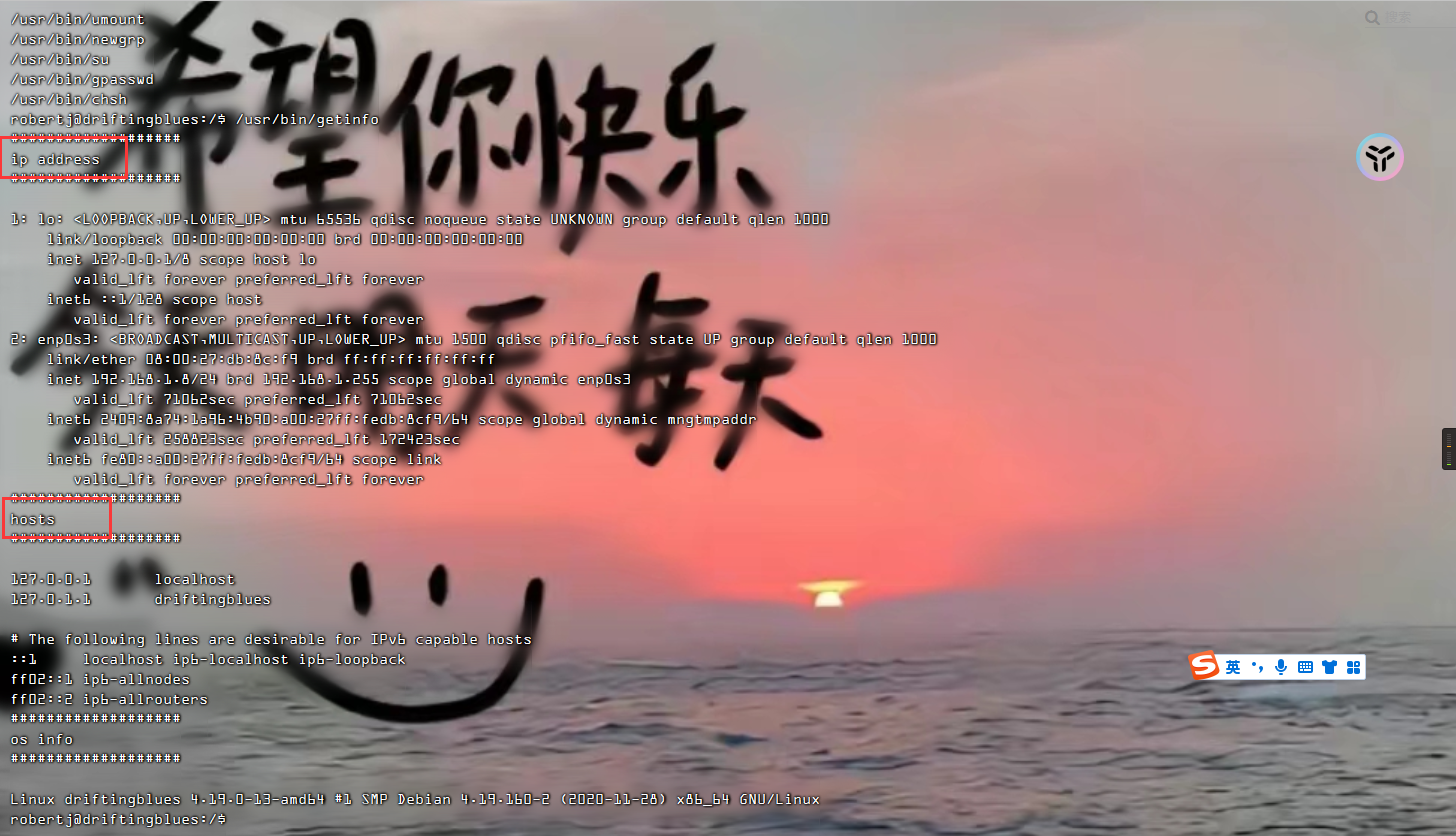 /usr/bin/umount
/usr/bin/newgrp
/usr/bin/su
/usr/bin/gpasswd
/usr/bin/chsh
robertj@driftingblues:/$ /usr/bin/getinfo
###################
ip address
###################
1: lo: <LOOPBACK,UP,LOWER_UP> mtu 65536 qdisc noqueue state UNKNOWN group default qlen 1000
link/loopback 00:00:00:00:00:00 brd 00:00:00:00:00:00
inet 127.0.0.1/8 scope host lo
valid_lft forever preferred_lft forever
inet6 ::1/128 scope host
valid_lft forever preferred_lft forever
2: enp0s3: <BROADCAST,MULTICAST,UP,LOWER_UP> mtu 1500 qdisc pfifo_fast state UP group default qlen 1000
link/ether 08:00:27:db:8c:f9 brd ff:ff:ff:ff:ff:ff
inet 192.168.1.8/24 brd 192.168.1.255 scope global dynamic enp0s3
valid_lft 71062sec preferred_lft 71062sec
inet6 2409:8a74:1a96:4b90:a00:27ff:fedb:8cf9/64 scope global dynamic mngtmpaddr
valid_lft 258823sec preferred_lft 172423sec
inet6 fe80::a00:27ff:fedb:8cf9/64 scope link
valid_lft forever preferred_lft forever
###################
hosts
###################
127.0.0.1 localhost
127.0.1.1 driftingblues
# The following lines are desirable for IPv6 capable hosts
::1 localhost ip6-localhost ip6-loopback
ff02::1 ip6-allnodes
ff02::2 ip6-allrouters
###################
os info
###################
Linux driftingblues 4.19.0-13-amd64 #1 SMP Debian 4.19.160-2 (2020-11-28) x86_64 GNU/Linux
robertj@driftingblues:/$
希望你快乐
天 每天
搜索
S 英